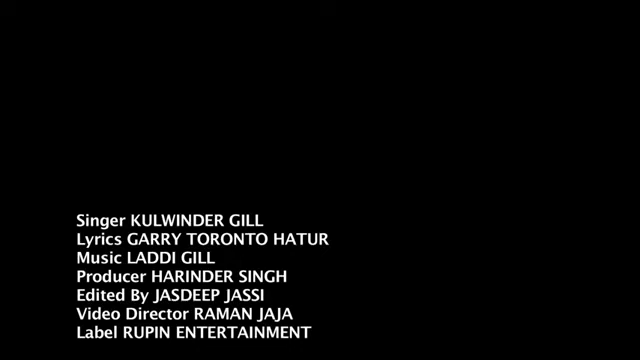 Singer KULWINDER GILL
Lyrics GARRY TORONTO HATUR
Music LADDI GILL
Producer HARINDER SINGH
Edited By JASDEEP JASSI
Video Director RAMAN JAJA
Label RUPIN ENTERTAINMENT